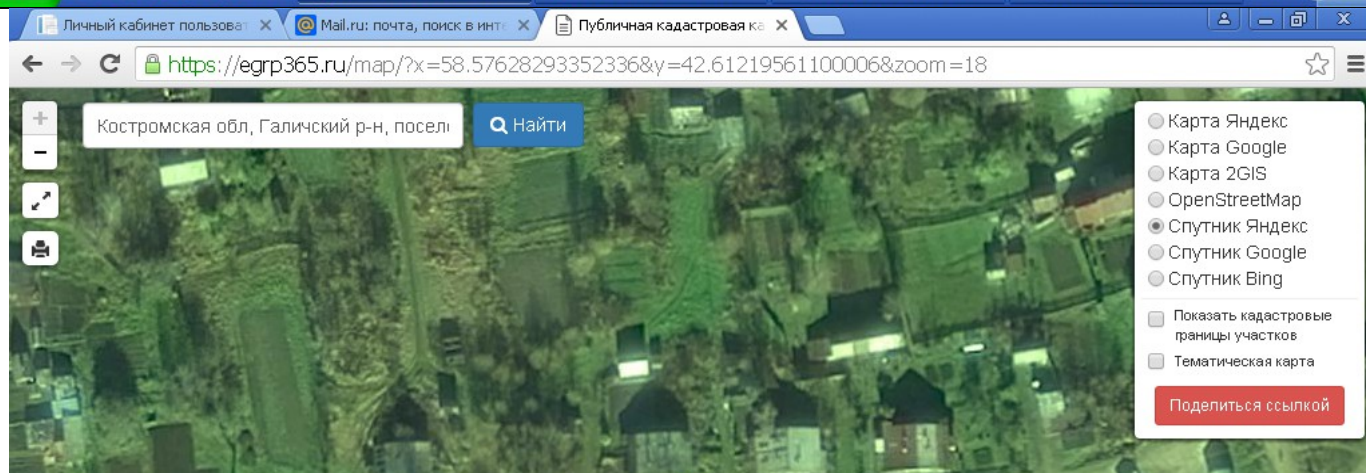 Личный кабинет пользоват
Mail.ru: почта, поиск в инте
Публичная кадастровая ка
https://egrp365.ru/map/?x=58.57628293352336&y=42.61219561100006&zoom=18
Костромская обл, Галичский р-н, посел
Найти
Карта Яндекс
Карта Google
Карта 2GIS
OpenStreetMap
Спутник Яндекс
Спутник Google
Спутник Bing
Показать кадастровые
границы участков
Тематическая карта
Поделиться ссылкой